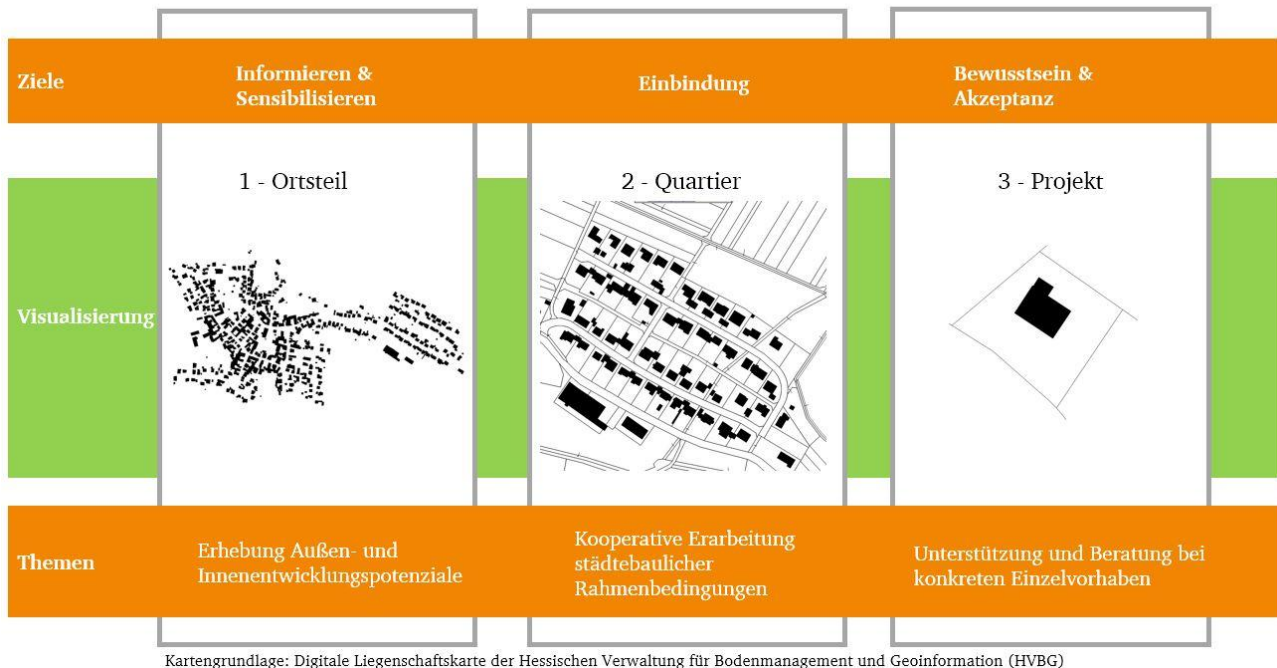 Ziele
Informieren &
Sensibilisieren
Einbindung
Bewusstsein &
Akzeptanz
1 - Ortsteil
2 - Quartier
3 - Projekt
Visualisierung
Themen
Erhebung Außen- und
Innenentwicklungspotenziale
Kooperative Erarbeitung
städtebaulicher
Rahmenbedingungen
Unterstützung und Beratung bei
konkreten Einzelvorhaben
Kartengrundlage: Digitale Liegenschaftskarte der Hessischen Verwaltung für Bodenmanagement und Geoinformation (HVBG)